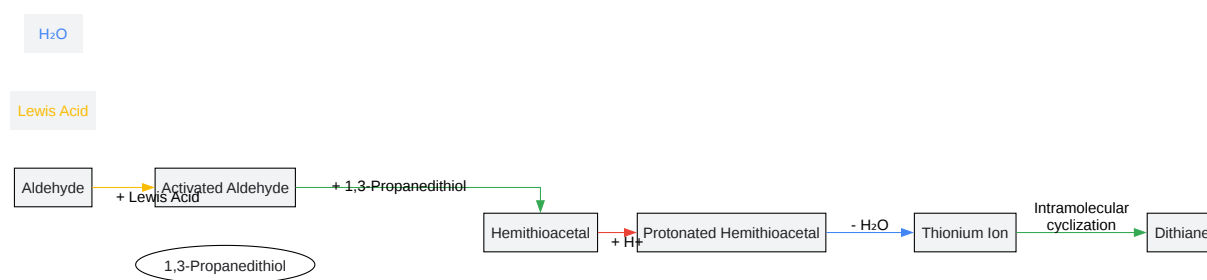 H₂O
Lewis Acid
Aldehyde
+ Lewis Acid
Activated Aldehyde
+ 1,3-Propanedithiol
Hemithioacetal
+ H+
Protonated Hemithioacetal
- H₂O
Thionium Ion
Intramolecular
cyclization
Dithiane
1,3-Propanedithiol